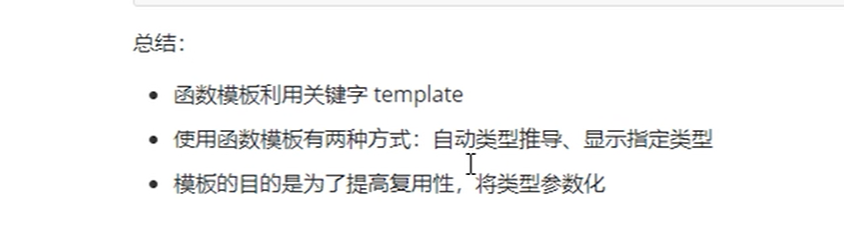 总结：
函数模板利用关键字 template
使用函数模板有两种方式：自动类型推导、显示指定类型
模板的目的是为了提高复用性，将类型参数化